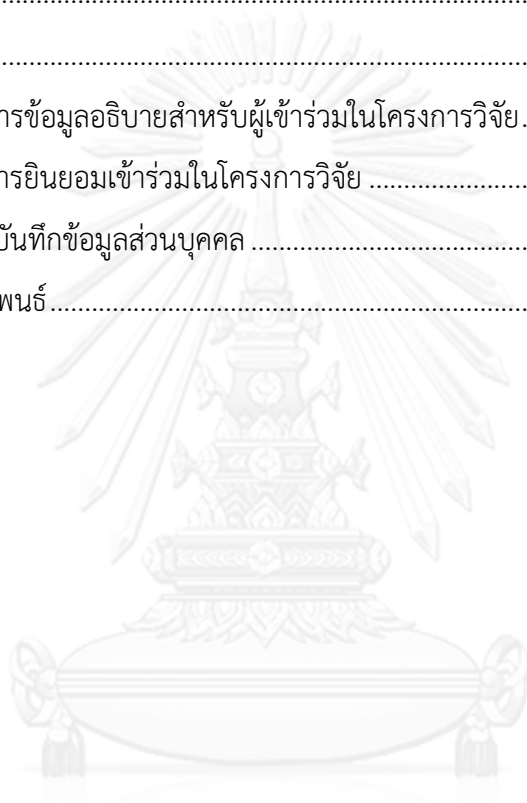 ................................................................................
................................................................................
ารข้อมูลอธิบายสำหรับผู้เข้าร่วมในโครงการวิจัย.
ารยินยอมเข้าร่วมในโครงการวิจัย .......................
บันทึกข้อมูลส่วนบุคคล ........................................
พนธ์ .....................................................................